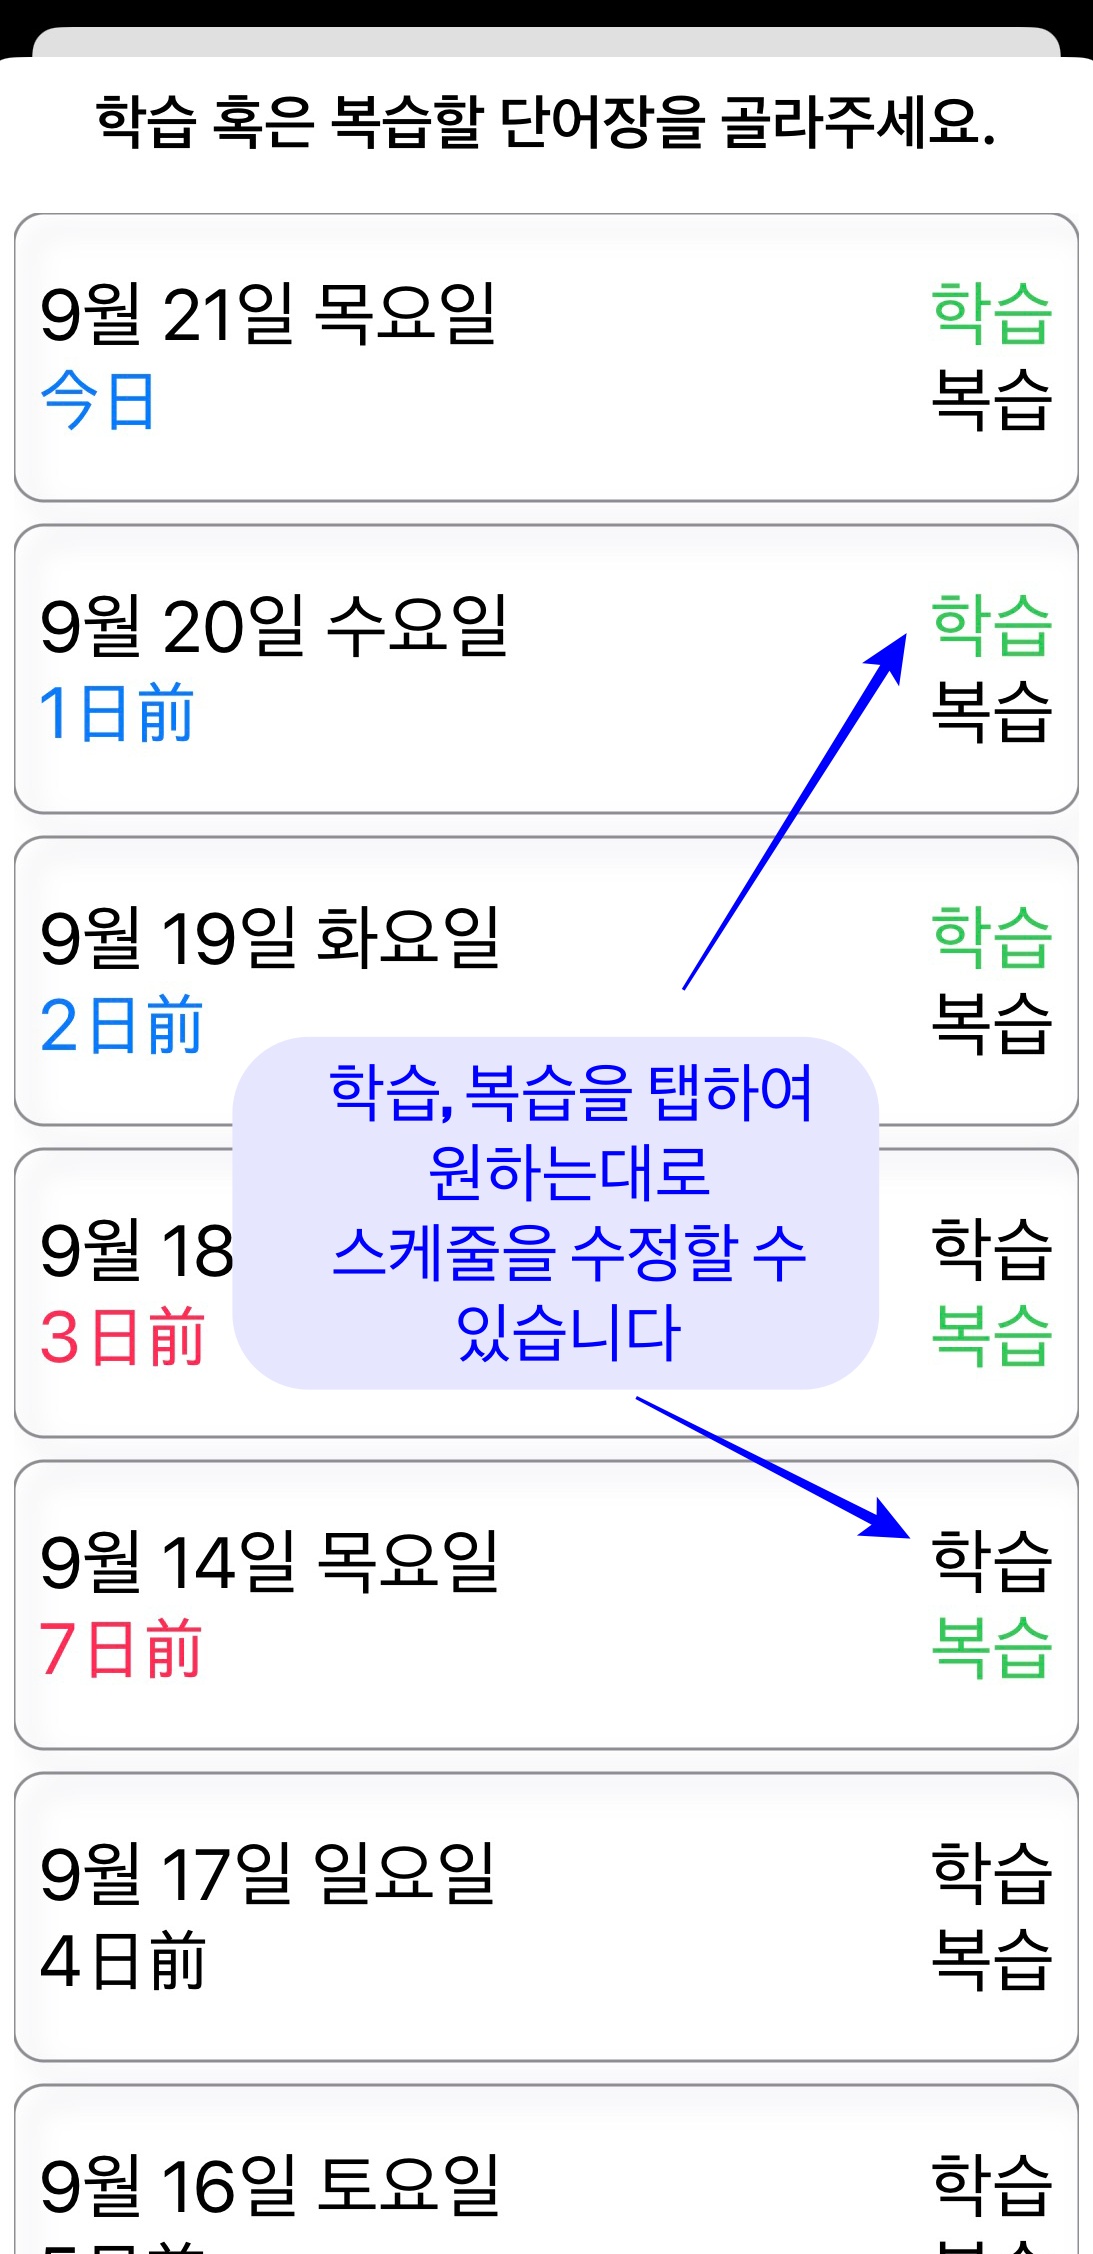 학습 혹은 복습할 단어장을 골라주세요.
9월 21일 목요일
학습
今日
복습
9월 20일 수요일
학습
1日前
복습
9월 19일 화요일
학습
2日前
복습
학습, 복습을 탭하여
원하는대로
스케줄을 수정할 수
있습니다
9월 18
학습
3日前
복습
9월 14일 목요일
학습
7日前
복습
9월 17일 일요일
학습
4日前
복습
9월 16일 토요일
학습